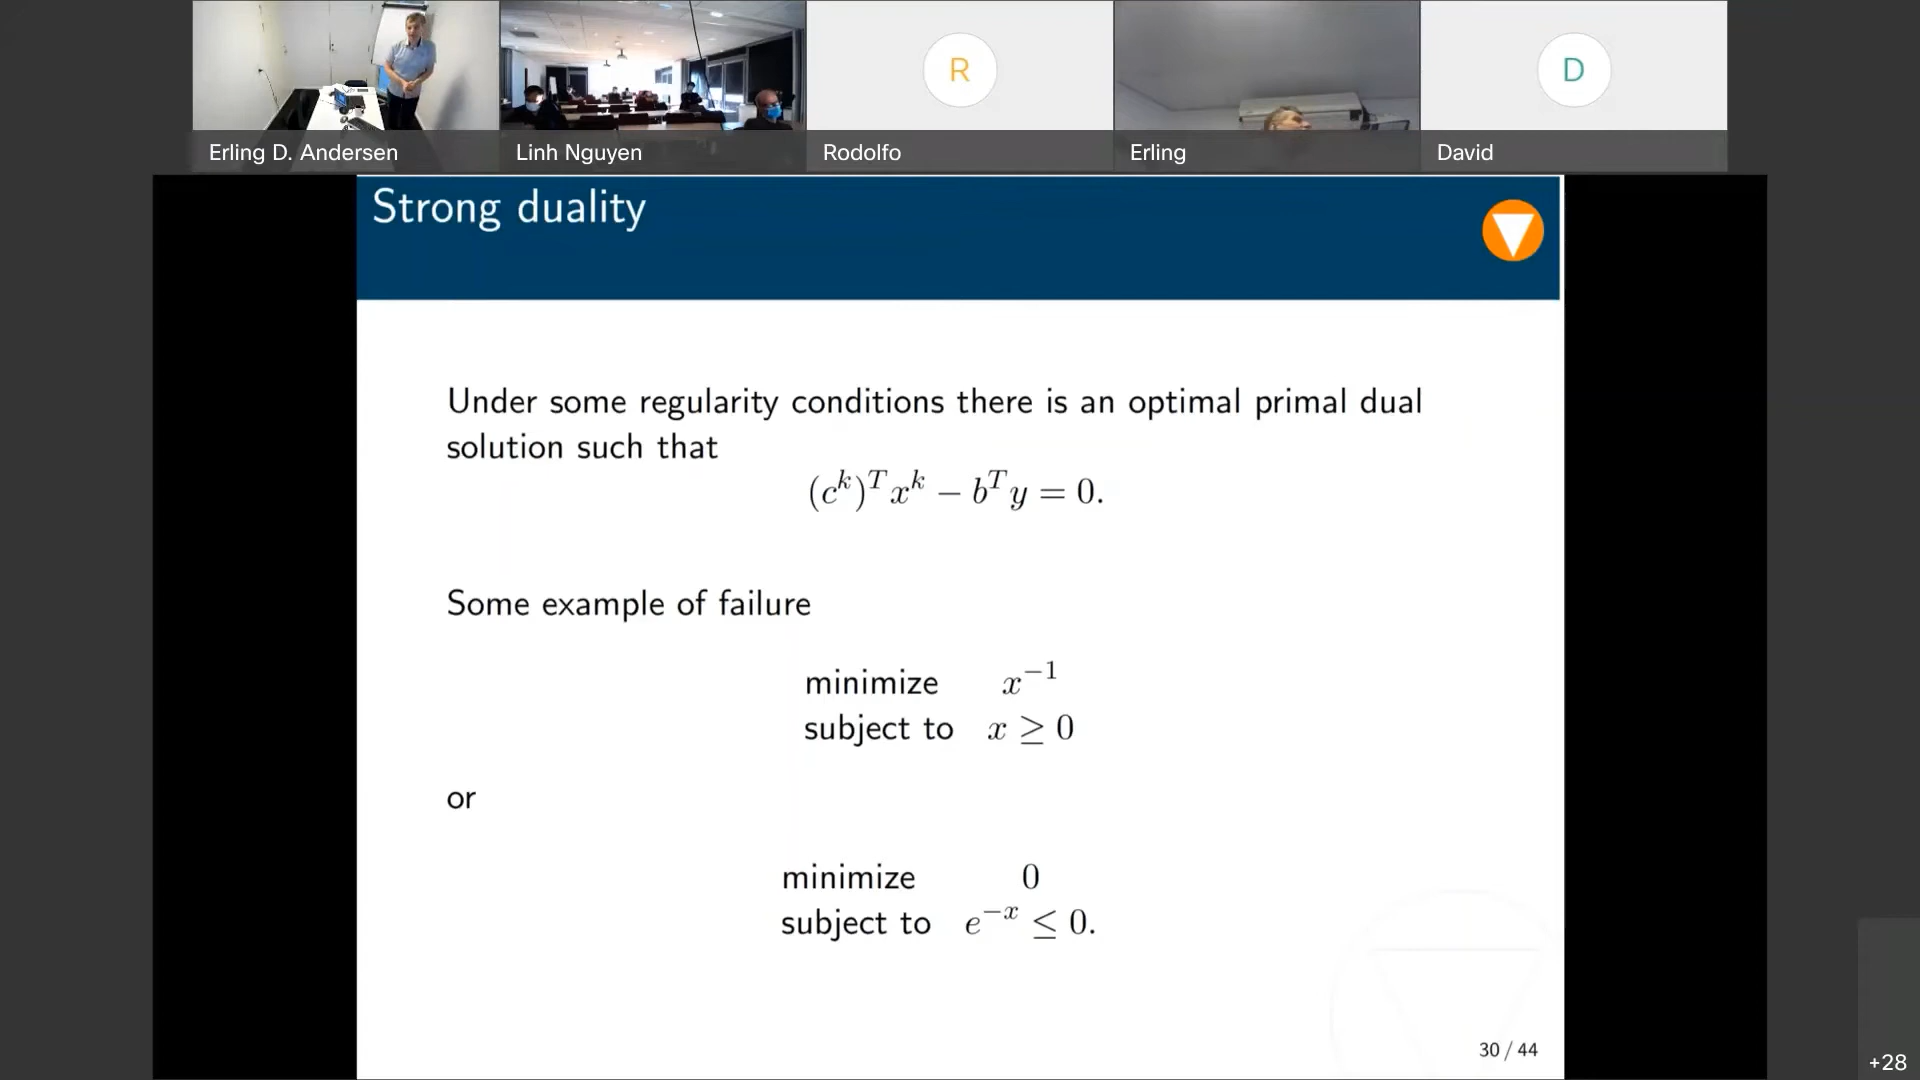 Erling D. Andersen
Linh Nguyen
R
Rodolfo
Erling
D
David
Strong duality
Under some regularity conditions there is an optimal primal dual
solution such that
(c^k)^T x^k − b^T y = 0.
Some example of failure
minimize x^{−1}
subject to x ≥ 0
or
minimize 0
subject to e^{−x} ≤ 0.
30 / 44
+28